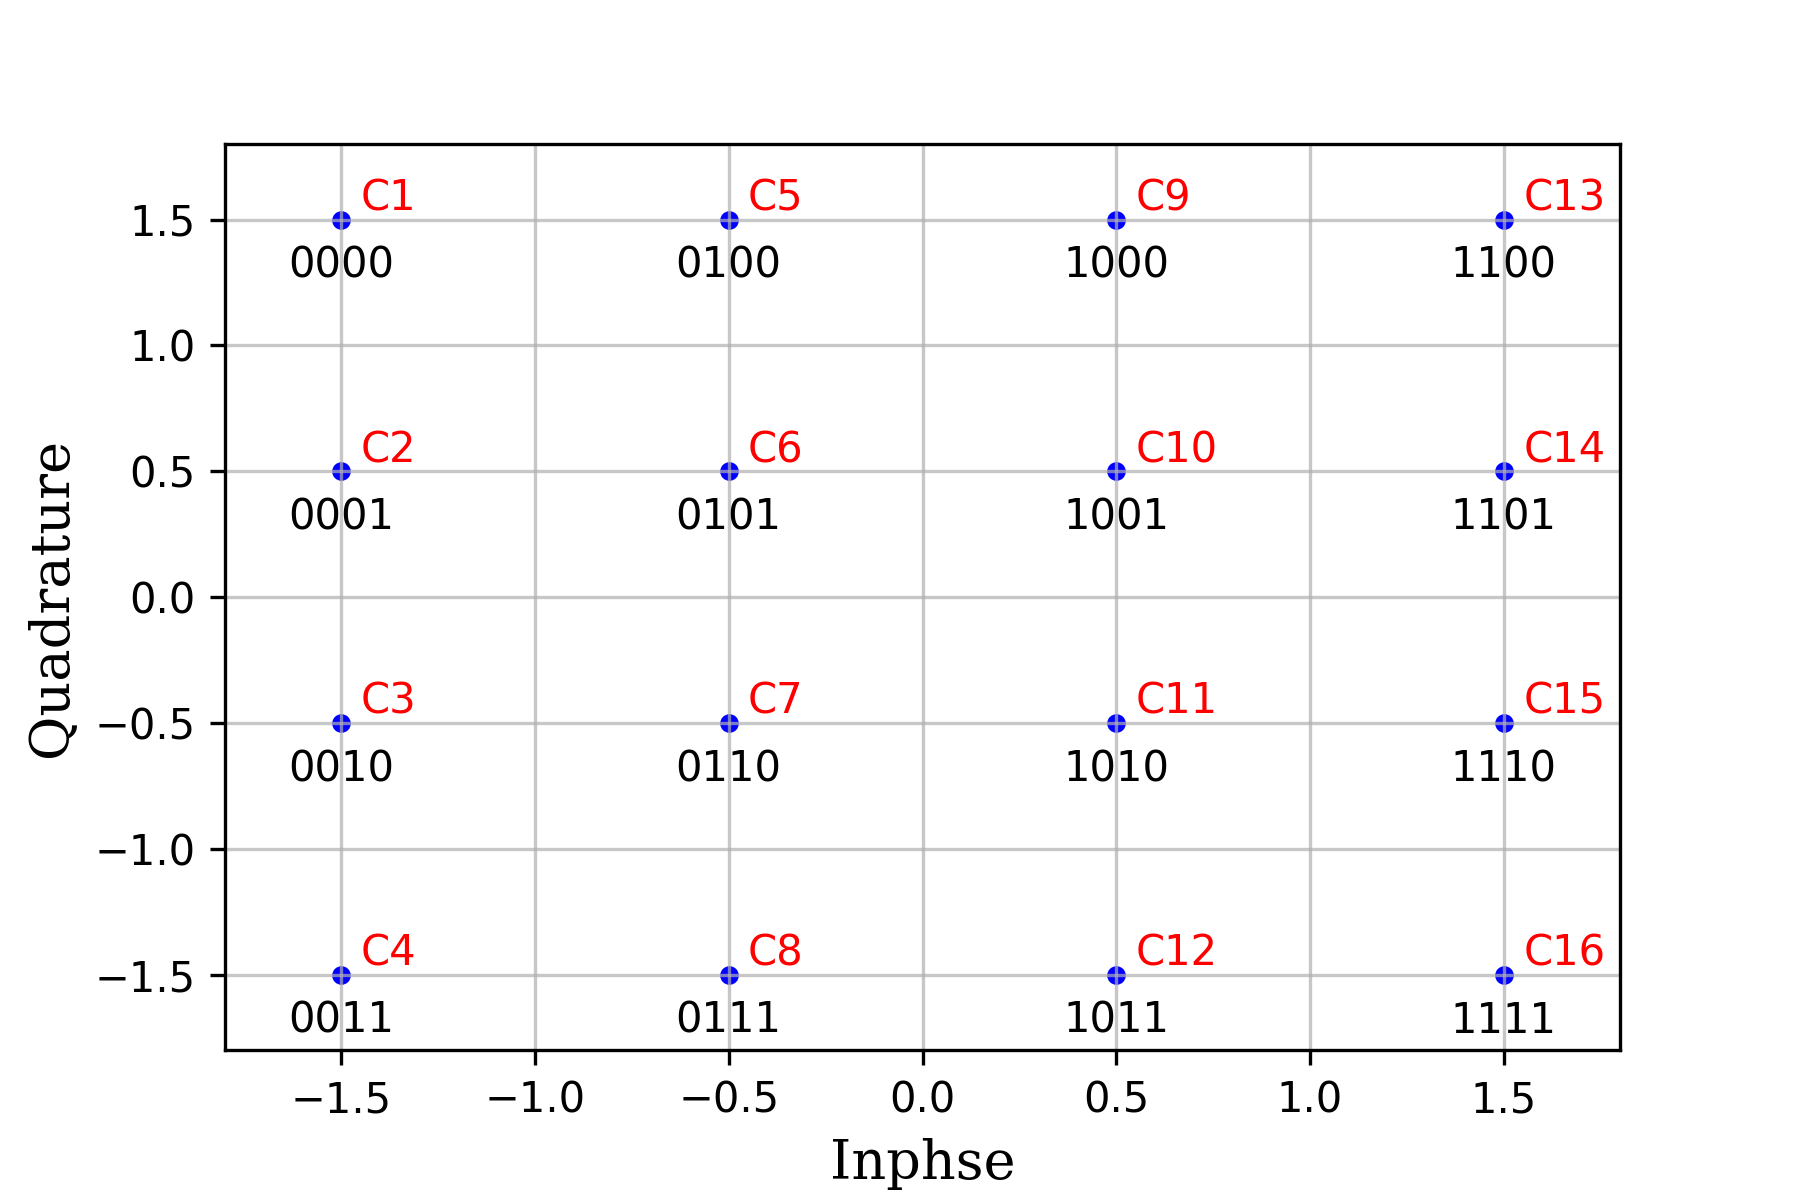 C1 C5 C9 C13
1.5
0000 0100 1000 1100
1.0
C2 C6 C10 C14
0.5
0001 0101 1001 1101
0.0
C3 C7 C11 C15
−0.5
0010 0110 1010 1110
−1.0
C4 C8 C12 C16
−1.5
0011 0111 1011 1111
−1.5 −1.0 −0.5 0.0 0.5 1.0 1.5
Inphse
Quadrature